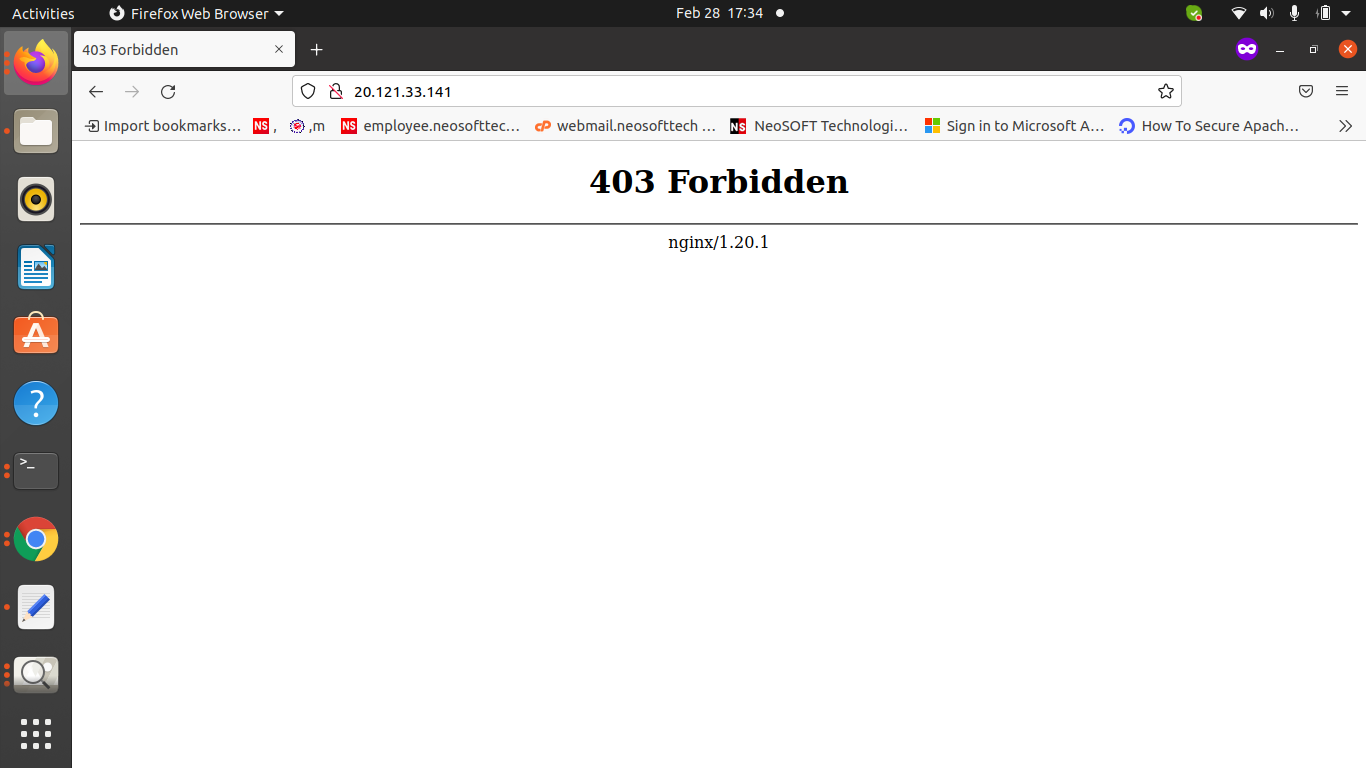 Activities
Firefox Web Browser
Feb 28 17:34
403 Forbidden
20.121.33.141
Import bookmarks...
NS ,
,m
NS employee.neosofttec...
cP webmail.neosofttech ...
NS NeoSOFT Technologi...
Sign in to Microsoft A...
How To Secure Apach...
403 Forbidden
nginx/1.20.1
?
>_